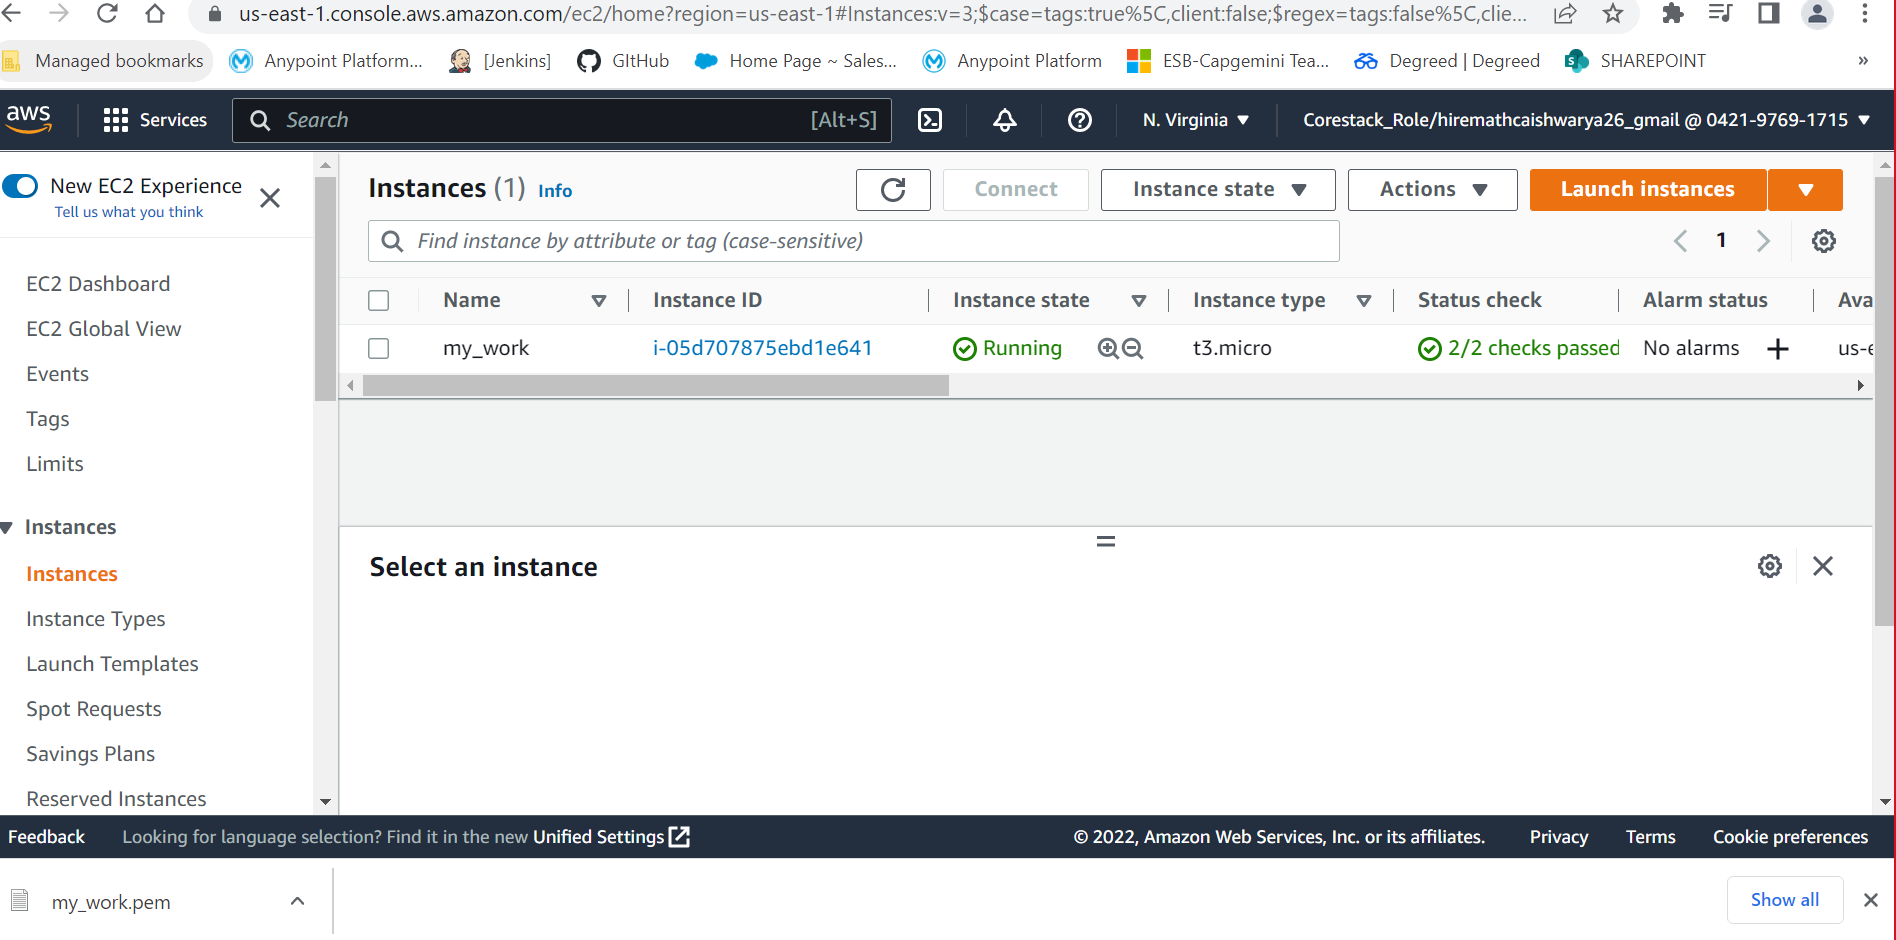 us-east-1.console.aws.amazon.com/ec2/home?region=us-east-1#Instances:v=3;$case=tags:true%5C,client:false;$regex=tags:false%5C,clie...
Managed bookmarks Anypoint Platform... [Jenkins] GItHub Home Page ~ Sales... Anypoint Platform ESB-Capgemini Tea... Degreed | Degreed SHAREPOINT »
aws Services Search [Alt+S] N. Virginia Corestack_Role/hiremathcaishwarya26_gmail @ 0421-9769-1715
New EC2 Experience
Tell us what you think
EC2 Dashboard
EC2 Global View
Events
Tags
Limits
Instances
Instances
Instance Types
Launch Templates
Spot Requests
Savings Plans
Reserved Instances
Instances (1) Info Connect Instance state Actions Launch instances
Find instance by attribute or tag (case-sensitive) 1
Name Instance ID Instance state Instance type Status check Alarm status Ava
my_work i-05d707875ebd1e641 Running t3.micro 2/2 checks passed No alarms us-e
Select an instance
Feedback Looking for language selection? Find it in the new Unified Settings © 2022, Amazon Web Services, Inc. or its affiliates. Privacy Terms Cookie preferences
my_work.pem Show all